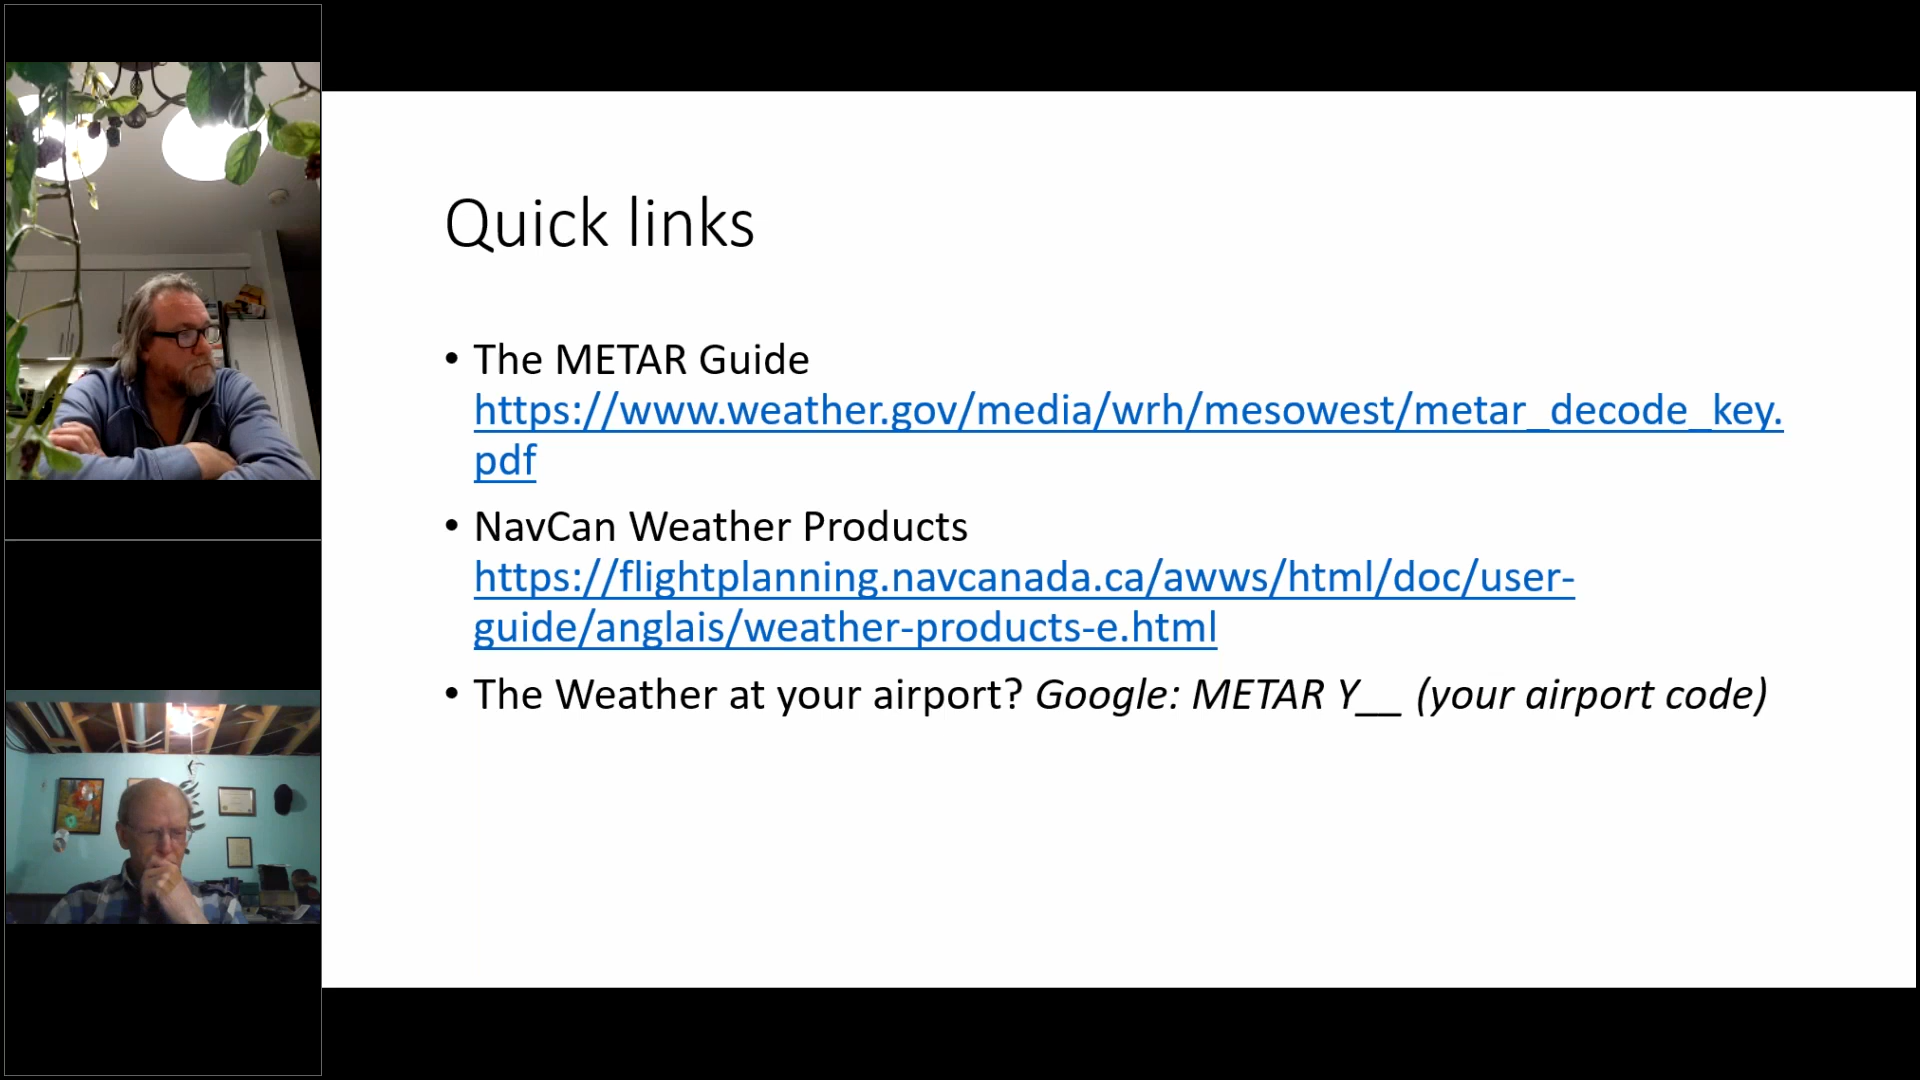 Quick links
• The METAR Guide
https://www.weather.gov/media/wrh/mesowest/metar_decode_key.
pdf
• NavCan Weather Products
https://flightplanning.navcanada.ca/awws/html/doc/user-
guide/anglais/weather-products-e.html
• The Weather at your airport? Google: METAR Y__ (your airport code)